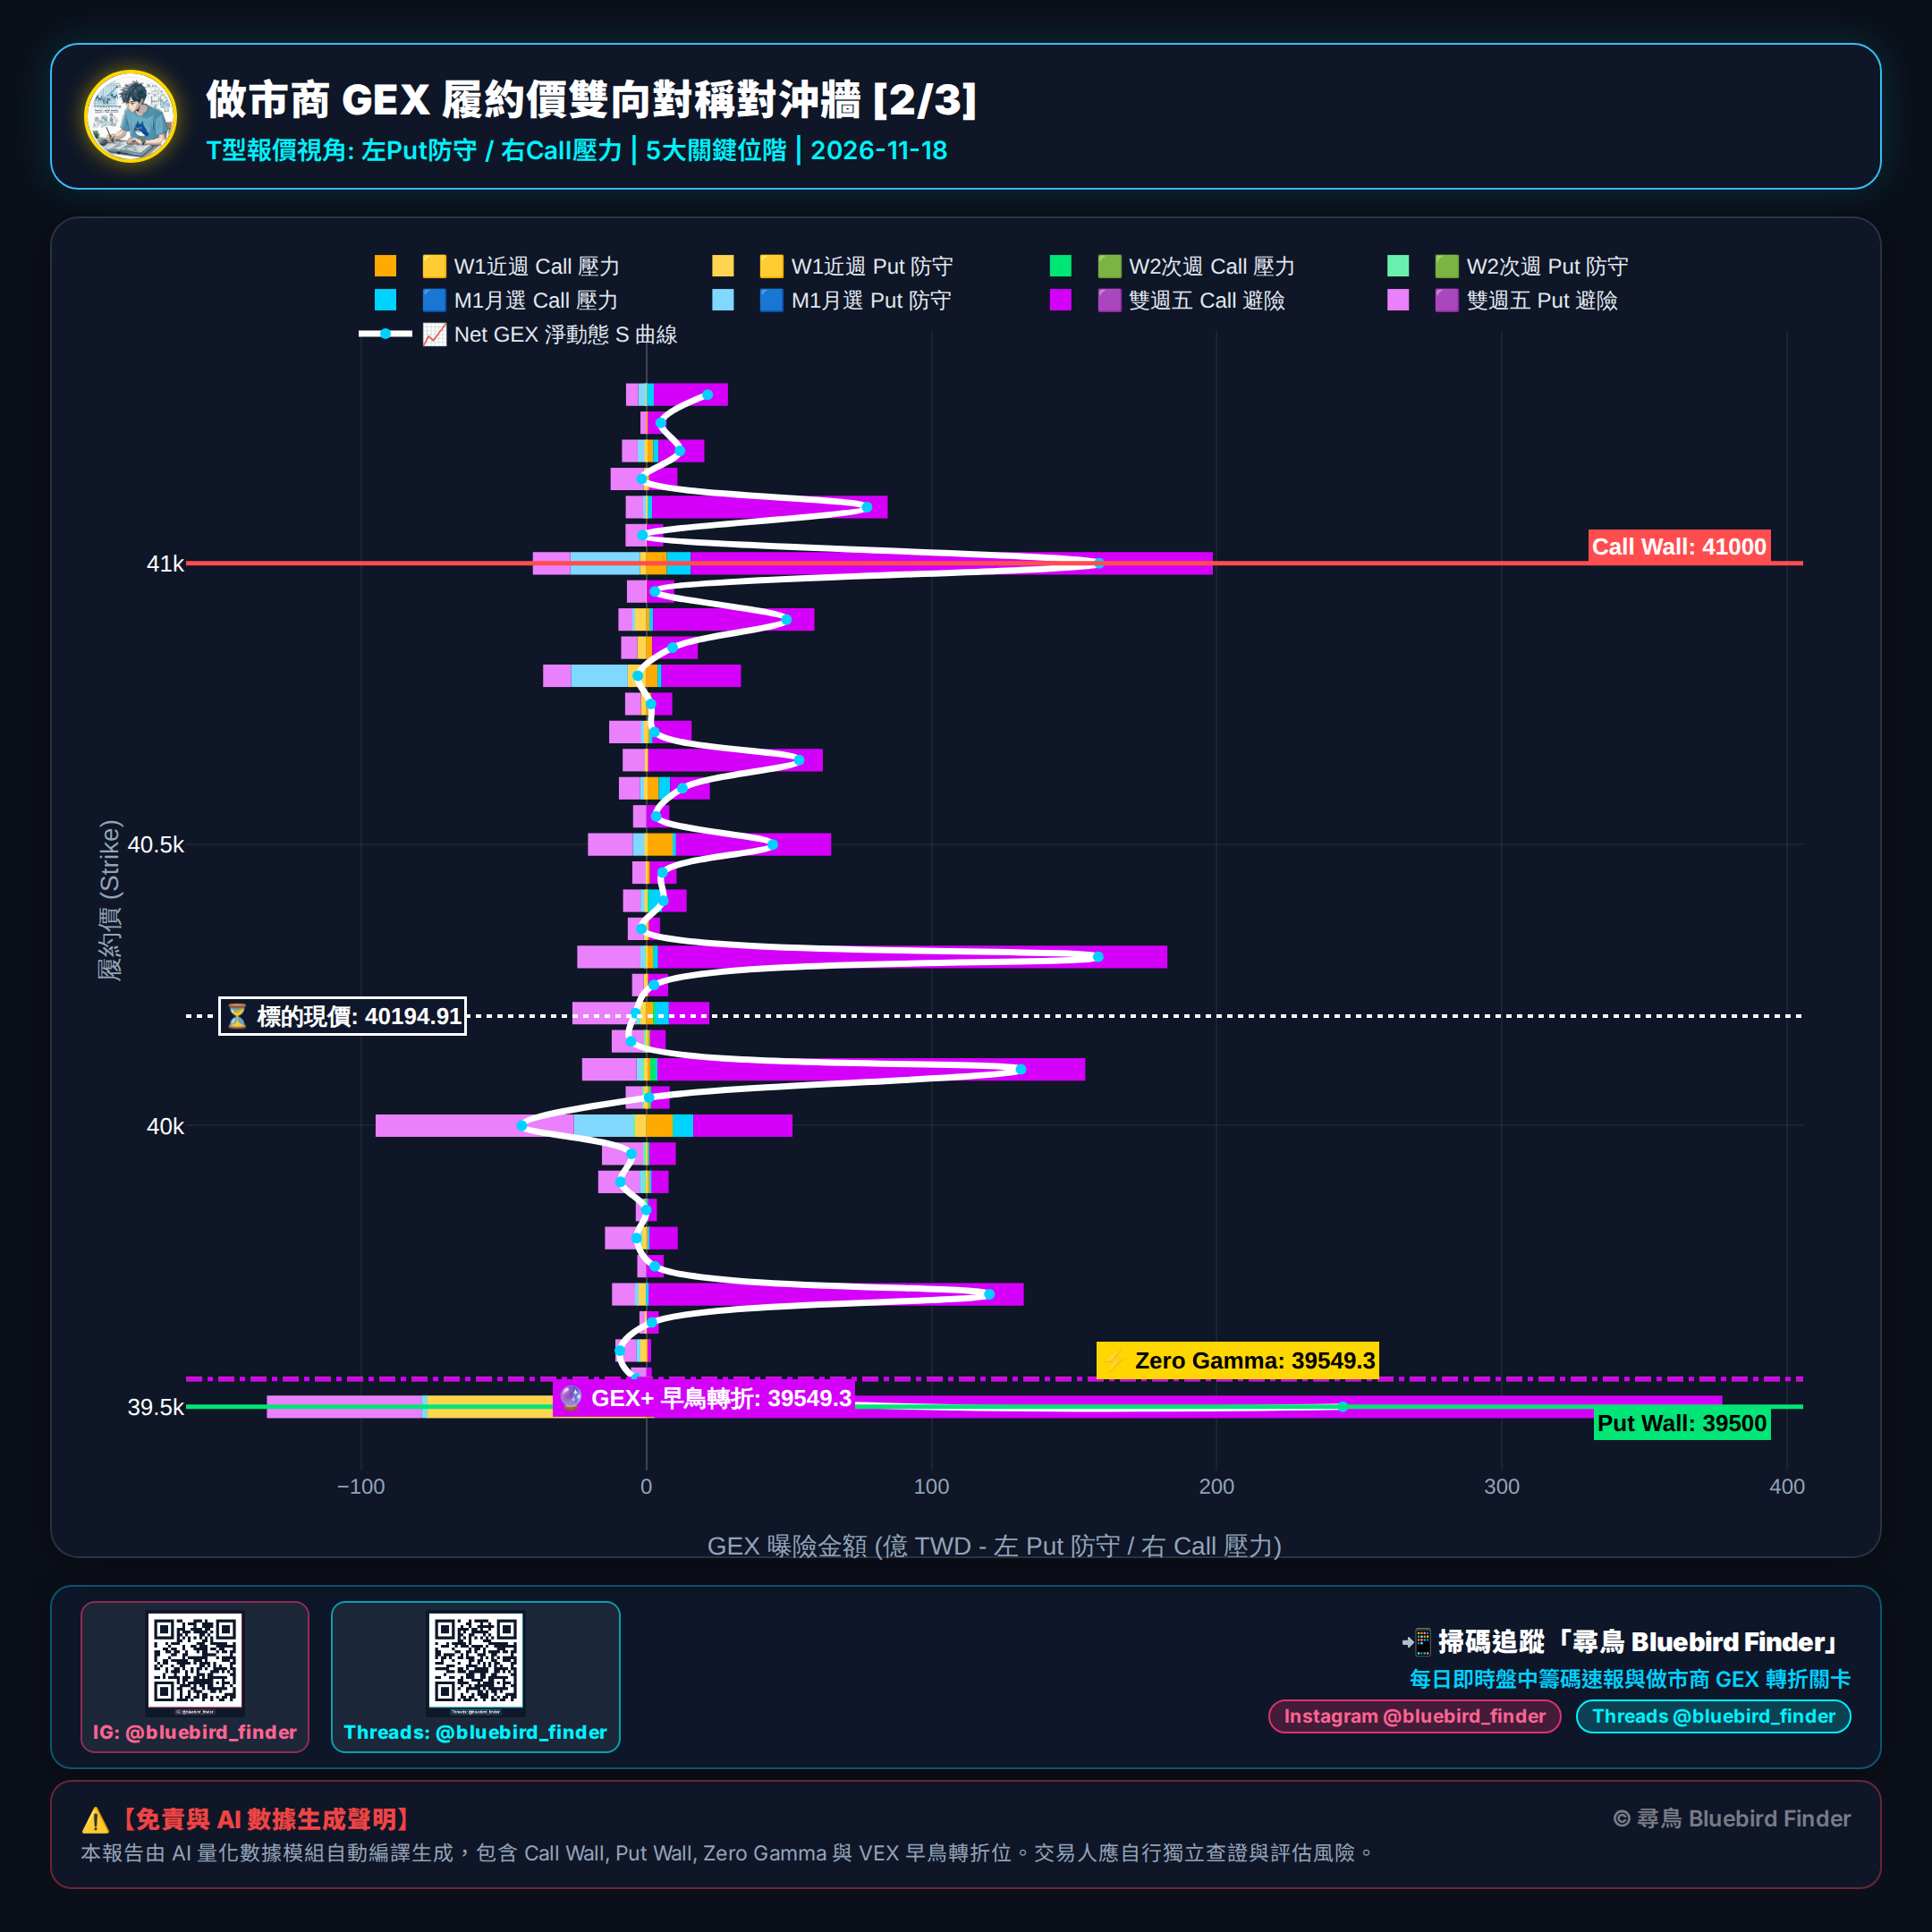 做市商 GEX 履約價雙向對稱對沖牆 [2/3]
T型報價視角: 左Put防守 / 右Call壓力 | 5大關鍵位階 | 2026-11-18
🟨 W1近週 Call 壓力
🟨 W1近週 Put 防守
🟩 W2次週 Call 壓力
🟩 W2次週 Put 防守
🟦 M1月選 Call 壓力
🟦 M1月選 Put 防守
🟪 雙週五 Call 避險
🟪 雙週五 Put 避險
📈 Net GEX 淨動態 S 曲線
Call Wall: 41000
41k
40.5k
履約價 (Strike)
⏳ 標的現價: 40194.91
40k
⚡ Zero Gamma: 39549.3
🔮 GEX+ 早鳥轉折: 39549.3
39.5k
Put Wall: 39500
−100
0
100
200
300
400
GEX 曝險金額 (億 TWD - 左 Put 防守 / 右 Call 壓力)
IG: @bluebird_finder
Threads: @bluebird_finder
📲 掃碼追蹤「尋鳥 Bluebird Finder」
每日即時盤中籌碼速報與做市商 GEX 轉折關卡
Instagram @bluebird_finder
Threads @bluebird_finder
⚠️【免責與 AI 數據生成聲明】
© 尋鳥 Bluebird Finder
本報告由 AI 量化數據模組自動編譯生成，包含 Call Wall, Put Wall, Zero Gamma 與 VEX 早鳥轉折位。交易人應自行獨立查證與評估風險。